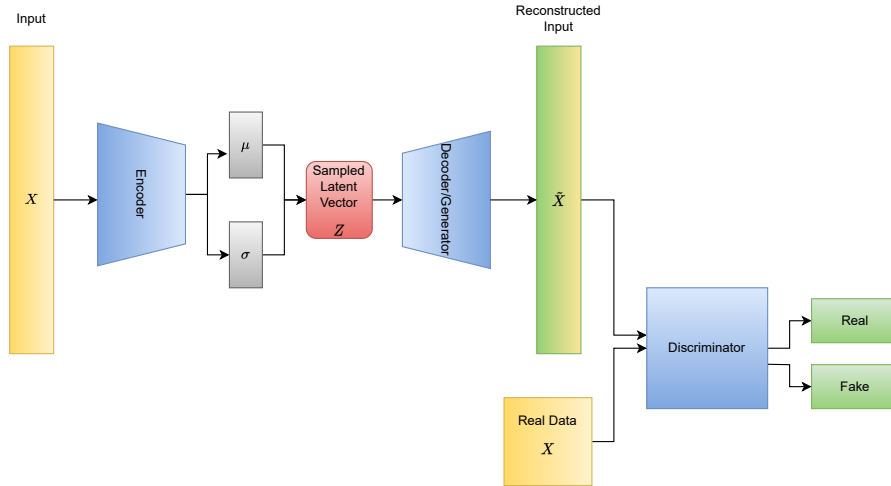 Input
X
Encoder
μ
σ
Sampled
Latent
Vector
Z
Decoder/Generator
Reconstructed
Input
X̃
Real Data
X
Discriminator
Real
Fake